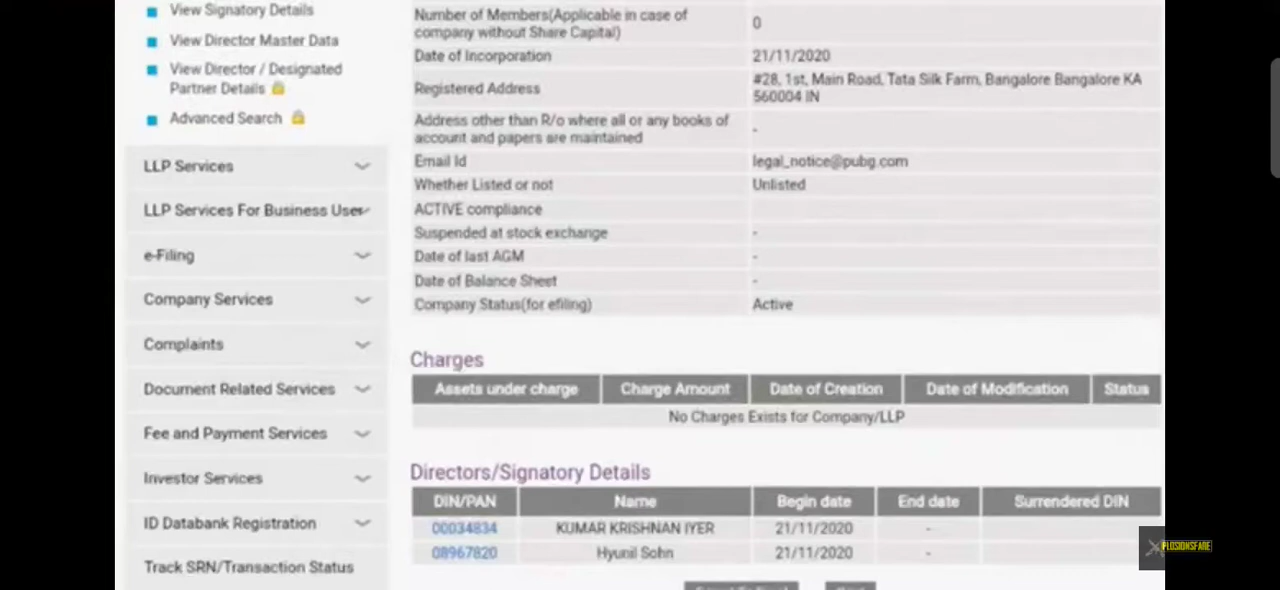 View Signatory Details
View Director Master Data
View Director / Designated
Partner Details
Advanced Search
LLP Services
LLP Services For Business User
e-Filing
Company Services
Complaints
Document Related Services
Fee and Payment Services
Investor Services
ID Databank Registration
Track SRN/Transaction Status
Number of Members(Applicable in case of
company without Share Capital)
0
Date of Incorporation
21/11/2020
Registered Address
#28, 1st, Main Road, Tata Silk Farm, Bangalore Bangalore KA
560004 IN
Address other than R/o where all or any books of
account and papers are maintained
-
Email Id
legal_notice@pubg.com
Whether Listed or not
Unlisted
ACTIVE compliance
Suspended at stock exchange
-
Date of last AGM
-
Date of Balance Sheet
-
Company Status(for efiling)
Active
Charges
Assets under charge Charge Amount Date of Creation Date of Modification Status
No Charges Exists for Company/LLP
Directors/Signatory Details
DIN/PAN Name Begin date End date Surrendered DIN
00034834 KUMAR KRISHNAN IYER 21/11/2020 -
08967820 Hyunil Sohn 21/11/2020 -
PLOSIONSFARE